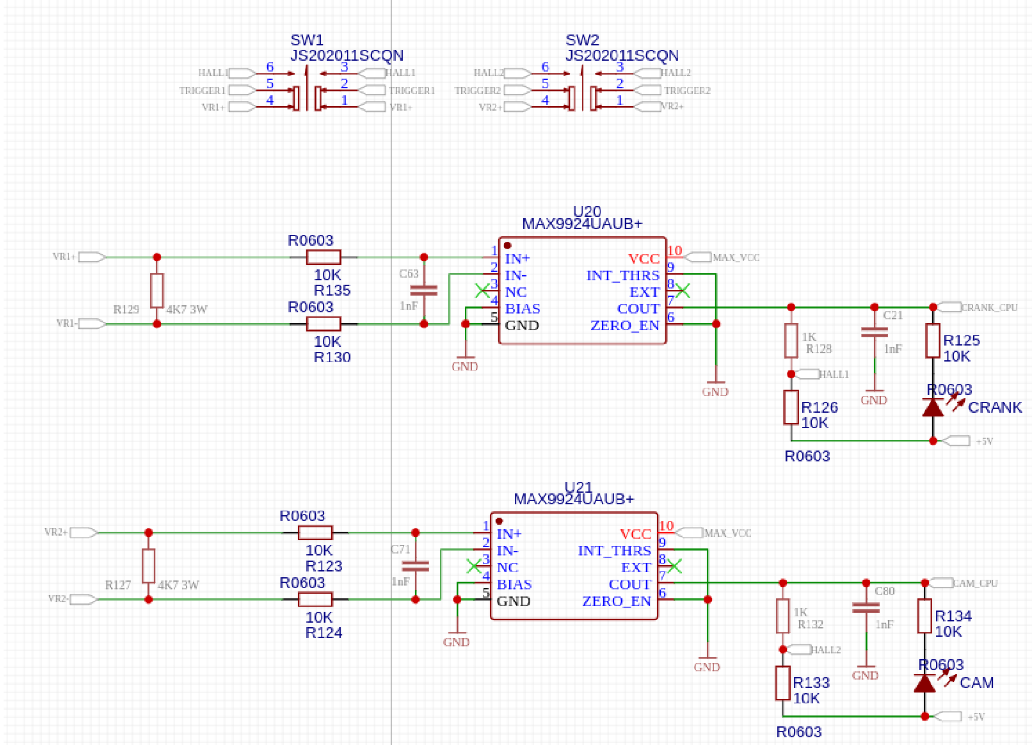 SW1
JS202011SCQN
HALL1 6 3 HALL1
TRIGGER1 5 2 TRIGGER1
VR1+ 4 1 VR1+
SW2
JS202011SCQN
HALL2 6 3 HALL2
TRIGGER2 5 2 TRIGGER2
VR2+ 4 1 VR2+
U20
MAX9924UAUB+
VR1+
R0603
10K
R135
R129
4K7 3W
C63
1nF
VR1-
R0603
10K
R130
1 IN+
2 IN-
3 NC
4 BIAS
5 GND
VCC 10 MAX_VCC
INT_THRS 9
EXT 8
COUT 7
ZERO_EN 6
GND
GND
CRANK_CPU
1K
R128
C21
1nF
R125
10K
HALL1
GND
R0603
R126
10K
CRANK
+5V
R0603
U21
MAX9924UAUB+
VR2+
R0603
10K
R123
R127
4K7 3W
C71
1nF
VR2-
R0603
10K
R124
1 IN+
2 IN-
3 NC
4 BIAS
5 GND
VCC 10 MAX_VCC
INT_THRS 9
EXT 8
COUT 7
ZERO_EN 6
GND
GND
CAM_CPU
1K
R132
C80
1nF
R134
10K
HALL2
GND
R0603
R133
10K
CAM
+5V
R0603